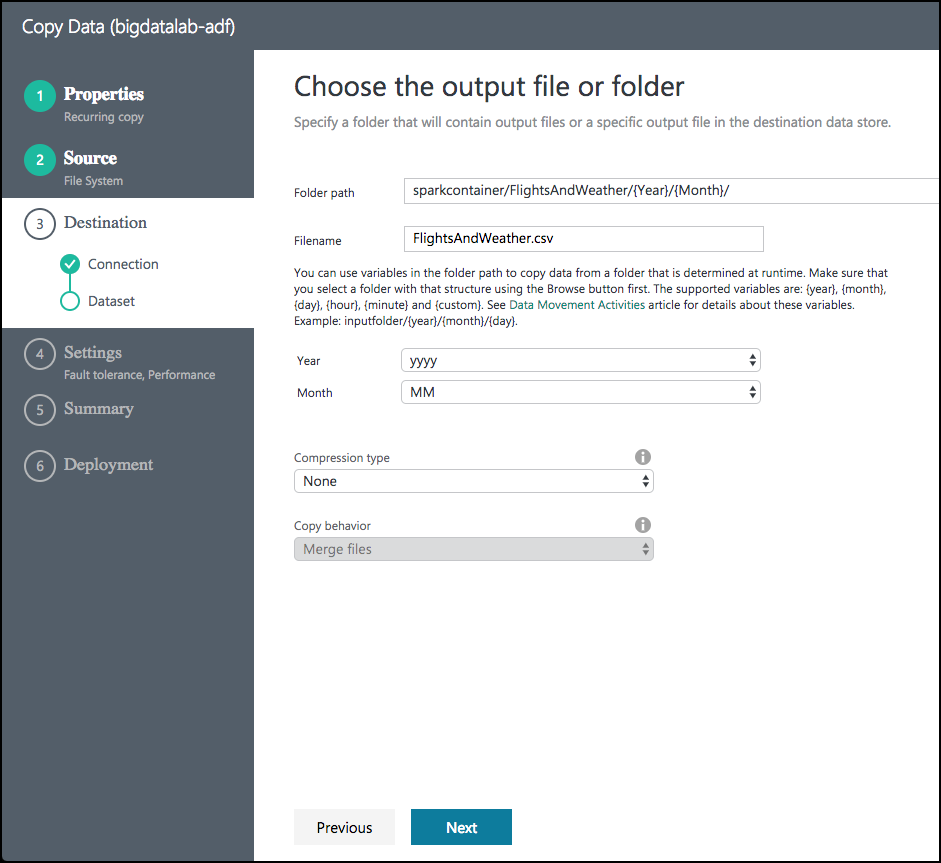 Copy Data (bigdatalab-adf)
1
Properties
Recurring copy
2
Source
File System
3
Destination
Connection
Dataset
4
Settings
Fault tolerance, Performance
5
Summary
6
Deployment
Choose the output file or folder
Specify a folder that will contain output files or a specific output file in the destination data store.
Folder path
sparkcontainer/FlightsAndWeather/{Year}/{Month}/
Filename
FlightsAndWeather.csv
You can use variables in the folder path to copy data from a folder that is determined at runtime. Make sure that
you select a folder with that structure using the Browse button first. The supported variables are: {year}, {month},
{day}, {hour}, {minute} and {custom}. See Data Movement Activities article for details about these variables.
Example: inputfolder/{year}/{month}/{day}.
Year
yyyy
Month
MM
Compression type
None
Copy behavior
Merge files
Previous
Next